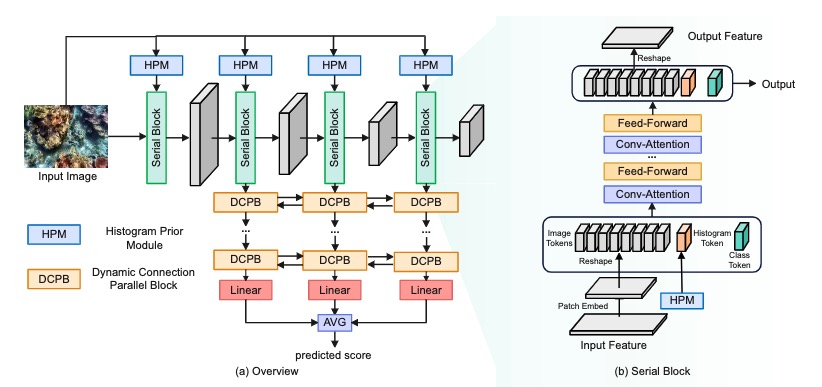 HPM
HPM
HPM
HPM
Serial Block
Serial Block
Serial Block
Serial Block
Input Image
DCPB
DCPB
DCPB
...
...
...
DCPB
DCPB
DCPB
Linear
Linear
Linear
AVG
predicted score
HPM
Histogram Prior
Module
DCPB
Dynamic Connection
Parallel Block
(a) Overview
Output Feature
Reshape
Output
Feed-Forward
Conv-Attention
...
Feed-Forward
Conv-Attention
Image
Tokens
Histogram
Token
Class
Token
Reshape
Patch Embed
HPM
Input Feature
(b) Serial Block